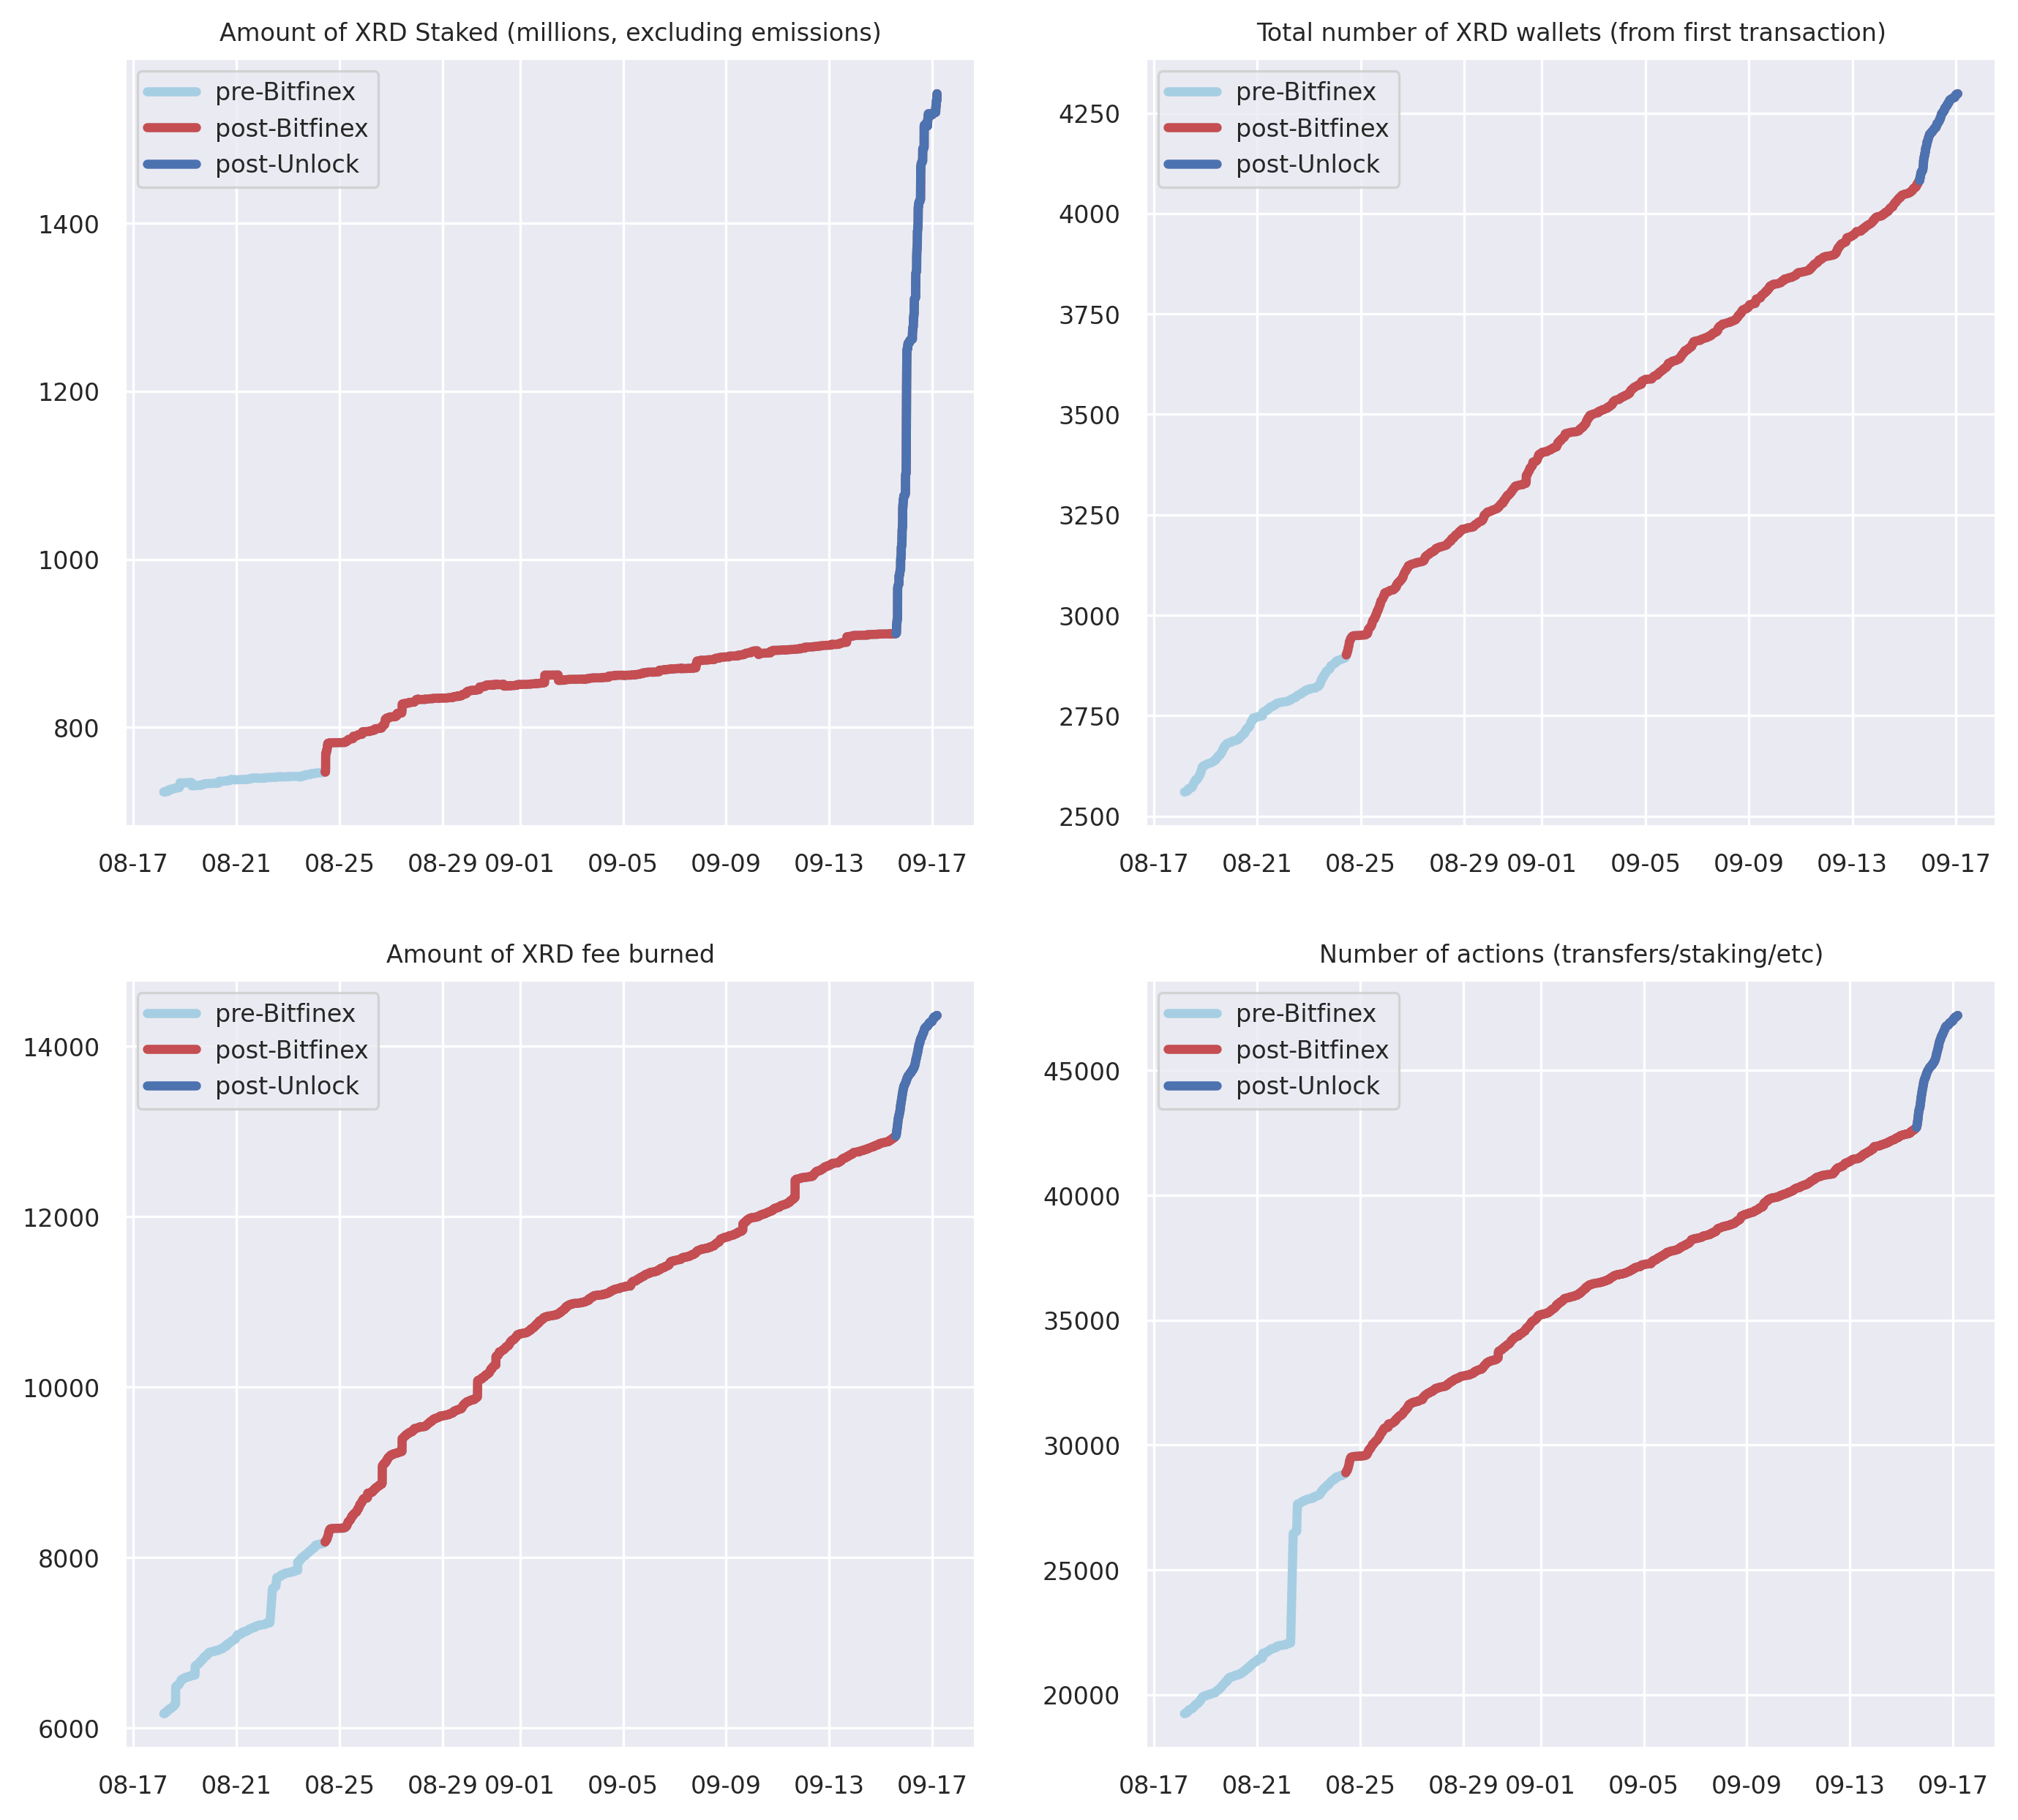 Amount of XRD Staked (millions, excluding emissions)
pre-Bitfinex
post-Bitfinex
post-Unlock
1400
1200
1000
800
08-17 08-21 08-25 08-29 09-01 09-05 09-09 09-13 09-17
Total number of XRD wallets (from first transaction)
pre-Bitfinex
post-Bitfinex
post-Unlock
4250
4000
3750
3500
3250
3000
2750
2500
08-17 08-21 08-25 08-29 09-01 09-05 09-09 09-13 09-17
Amount of XRD fee burned
pre-Bitfinex
post-Bitfinex
post-Unlock
14000
12000
10000
8000
6000
08-17 08-21 08-25 08-29 09-01 09-05 09-09 09-13 09-17
Number of actions (transfers/staking/etc)
pre-Bitfinex
post-Bitfinex
post-Unlock
45000
40000
35000
30000
25000
20000
08-17 08-21 08-25 08-29 09-01 09-05 09-09 09-13 09-17